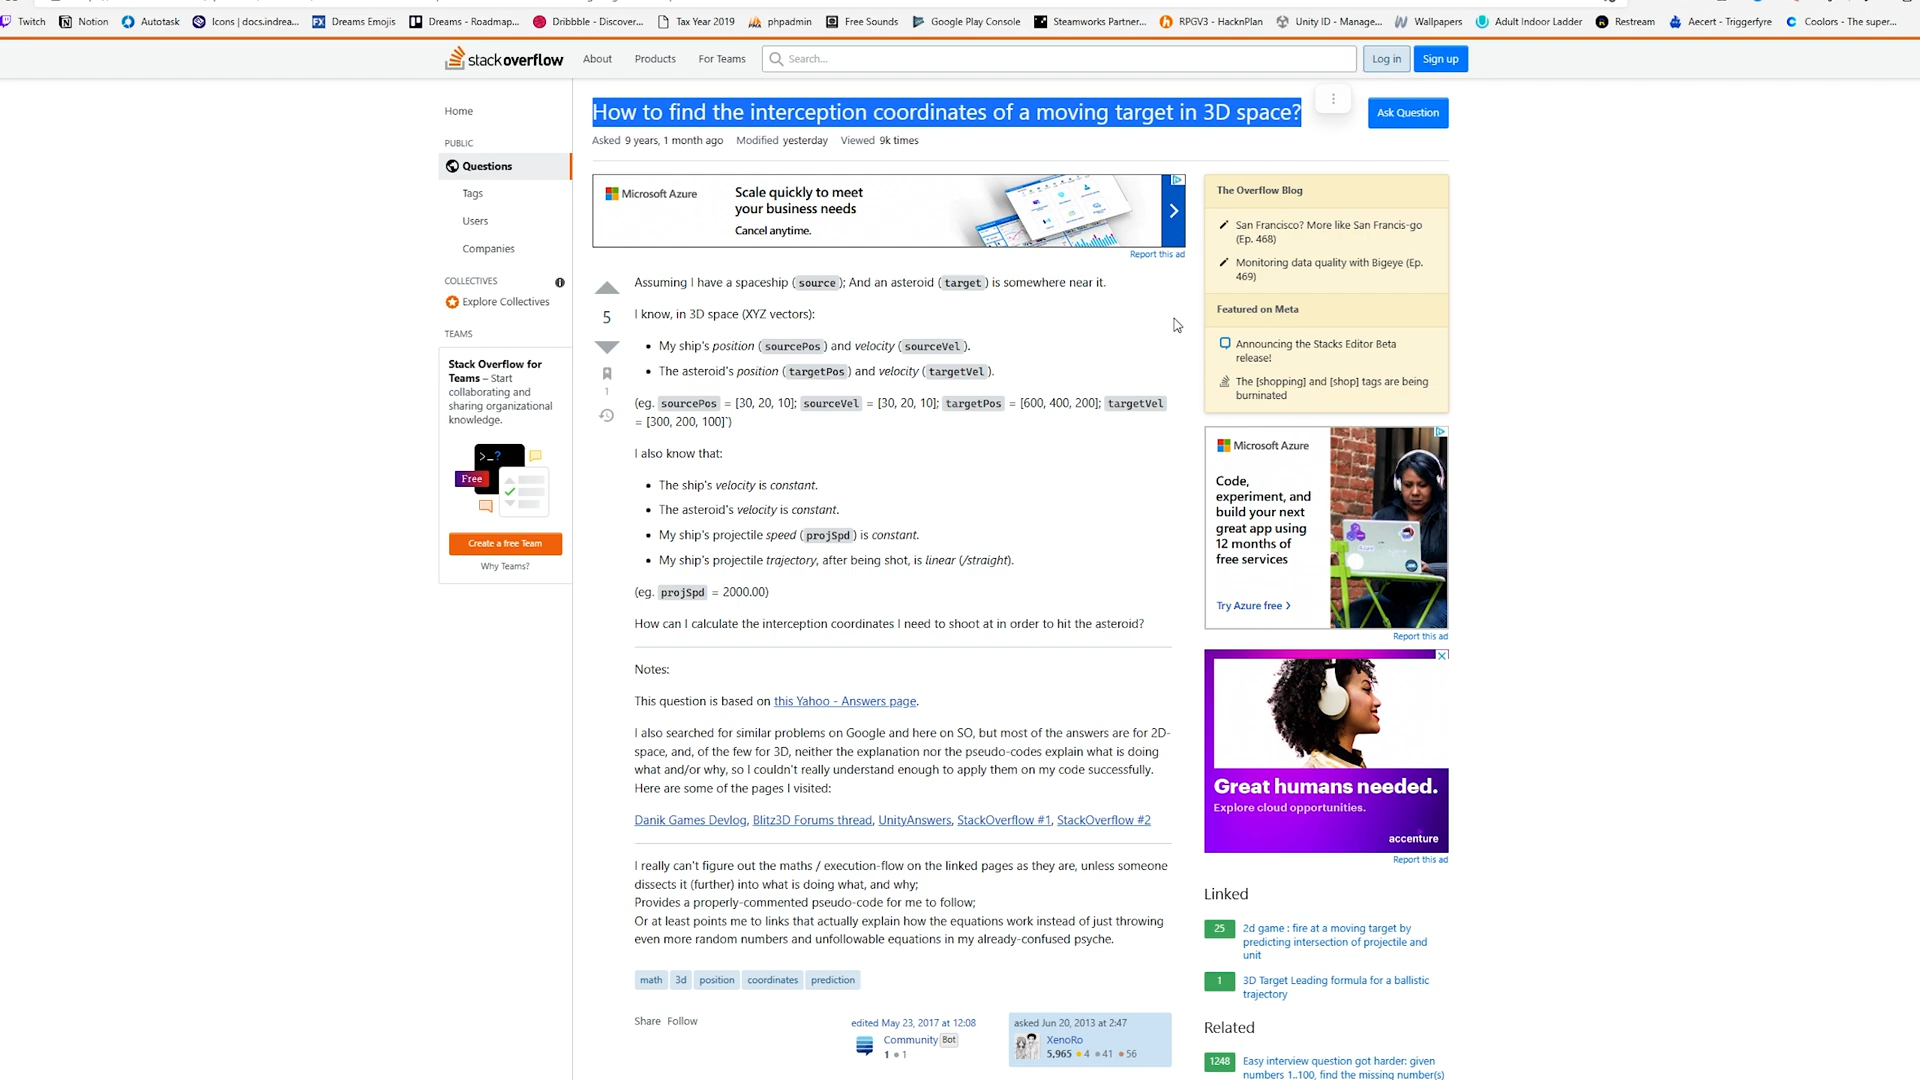 Twitch Notion Autotask Icons | docs.indrea... Dreams Emojis Dreams - Roadmap... Dribbble - Discover... Tax Year 2019 phpadmin Free Sounds Google Play Console Steamworks Partner... RPGV3 - HacknPlan Unity ID - Manage... Wallpapers Adult Indoor Ladder Restream Aecert - Triggerfyre Coolors - The super...
stack overflow About Products For Teams Search... Log in Sign up
Home
PUBLIC
Questions
Tags
Users
Companies
COLLECTIVES
Explore Collectives
TEAMS
Stack Overflow for
Teams – Start
collaborating and
sharing organizational
knowledge.
>_?
Free
Create a free Team
Why Teams?
How to find the interception coordinates of a moving target in 3D space?
Ask Question
Asked 9 years, 1 month ago Modified yesterday Viewed 9k times
Microsoft Azure
Scale quickly to meet
your business needs
Cancel anytime.
Report this ad
Assuming I have a spaceship (source); And an asteroid (target) is somewhere near it.
5
I know, in 3D space (XYZ vectors):
• My ship's position (sourcePos) and velocity (sourceVel).
• The asteroid's position (targetPos) and velocity (targetVel).
1
(eg. sourcePos = [30, 20, 10]; sourceVel = [30, 20, 10]; targetPos = [600, 400, 200]; targetVel
= [300, 200, 100]`)
I also know that:
• The ship's velocity is constant.
• The asteroid's velocity is constant.
• My ship's projectile speed (projSpd) is constant.
• My ship's projectile trajectory, after being shot, is linear (/straight).
(eg. projSpd = 2000.00)
How can I calculate the interception coordinates I need to shoot at in order to hit the asteroid?
Notes:
This question is based on this Yahoo - Answers page.
I also searched for similar problems on Google and here on SO, but most of the answers are for 2D-
space, and, of the few for 3D, neither the explanation nor the pseudo-codes explain what is doing
what and/or why, so I couldn't really understand enough to apply them on my code successfully.
Here are some of the pages I visited:
Danik Games Devlog, Blitz3D Forums thread, UnityAnswers, StackOverflow #1, StackOverflow #2
I really can't figure out the maths / execution-flow on the linked pages as they are, unless someone
dissects it (further) into what is doing what, and why;
Provides a properly-commented pseudo-code for me to follow;
Or at least points me to links that actually explain how the equations work instead of just throwing
even more random numbers and unfollowable equations in my already-confused psyche.
math 3d position coordinates prediction
Share Follow
edited May 23, 2017 at 12:08
Community Bot
1 1
asked Jun 20, 2013 at 2:47
XenoRo
5,965 4 41 56
The Overflow Blog
San Francisco? More like San Francis-go
(Ep. 468)
Monitoring data quality with Bigeye (Ep.
469)
Featured on Meta
Announcing the Stacks Editor Beta
release!
The [shopping] and [shop] tags are being
burninated
Microsoft Azure
Code,
experiment, and
build your next
great app using
12 months of
free services
Try Azure free >
Report this ad
Great humans needed.
Explore cloud opportunities.
accenture
Report this ad
Linked
25 2d game : fire at a moving target by
predicting intersection of projectile and
unit
1 3D Target Leading formula for a ballistic
trajectory
Related
1248 Easy interview question got harder: given
numbers 1..100, find the missing number(s)